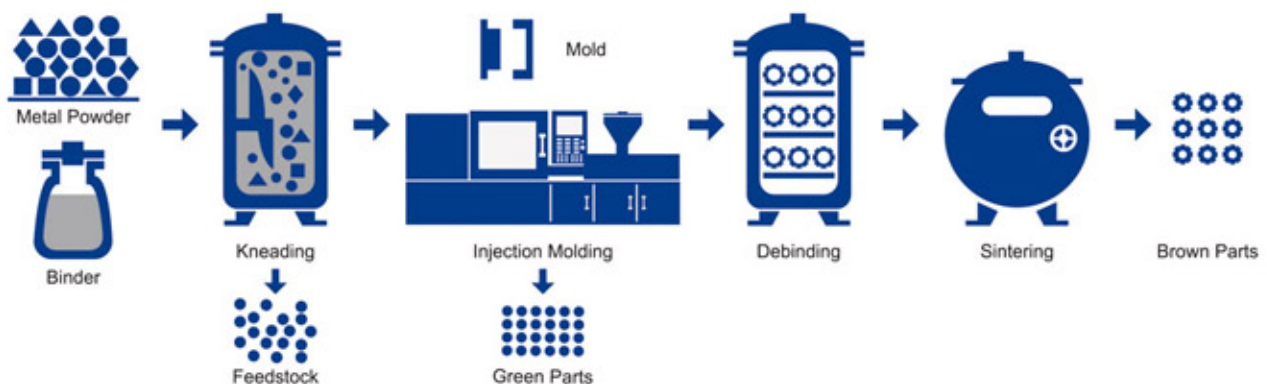 Metal Powder
Binder
Kneading
Feedstock
Mold
Injection Molding
Green Parts
Debinding
Sintering
Brown Parts